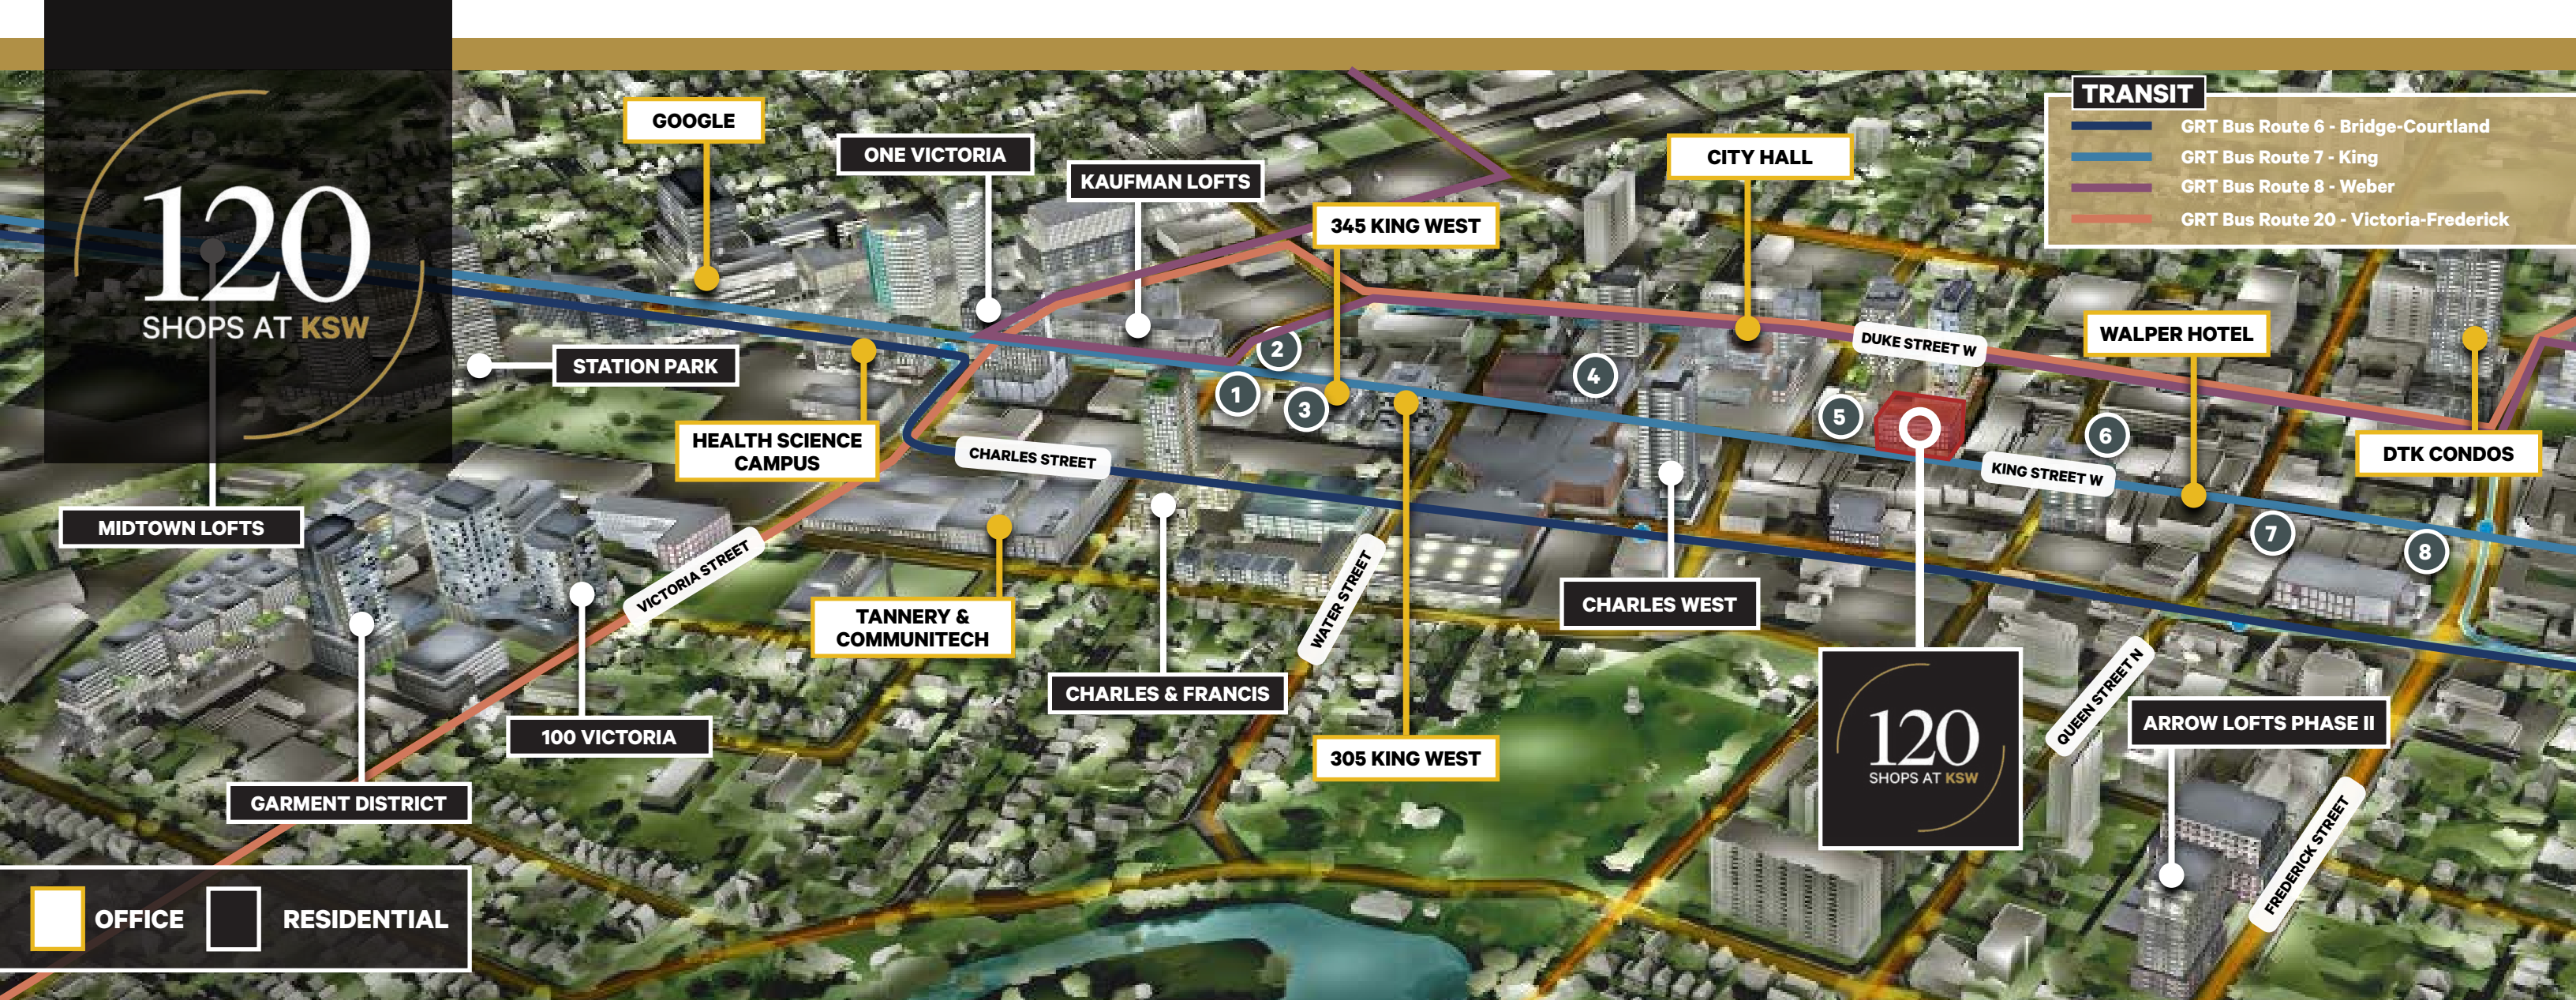 120
SHOPS AT KSW
TRANSIT
GRT Bus Route 6 - Bridge-Courtland
GRT Bus Route 7 - King
GRT Bus Route 8 - Weber
GRT Bus Route 20 - Victoria-Frederick
GOOGLE
ONE VICTORIA
KAUFMAN LOFTS
CITY HALL
345 KING WEST
STATION PARK
WALPER HOTEL
DUKE STREET W
HEALTH SCIENCE
CAMPUS
CHARLES STREET
1
2
3
4
5
6
7
8
KING STREET W
DTK CONDOS
MIDTOWN LOFTS
VICTORIA STREET
TANNERY &
COMMUNITECH
WATER STREET
CHARLES WEST
CHARLES & FRANCIS
100 VICTORIA
305 KING WEST
120
SHOPS AT KSW
QUEEN STREET N
ARROW LOFTS PHASE II
GARMENT DISTRICT
FREDERICK STREET
OFFICE
RESIDENTIAL